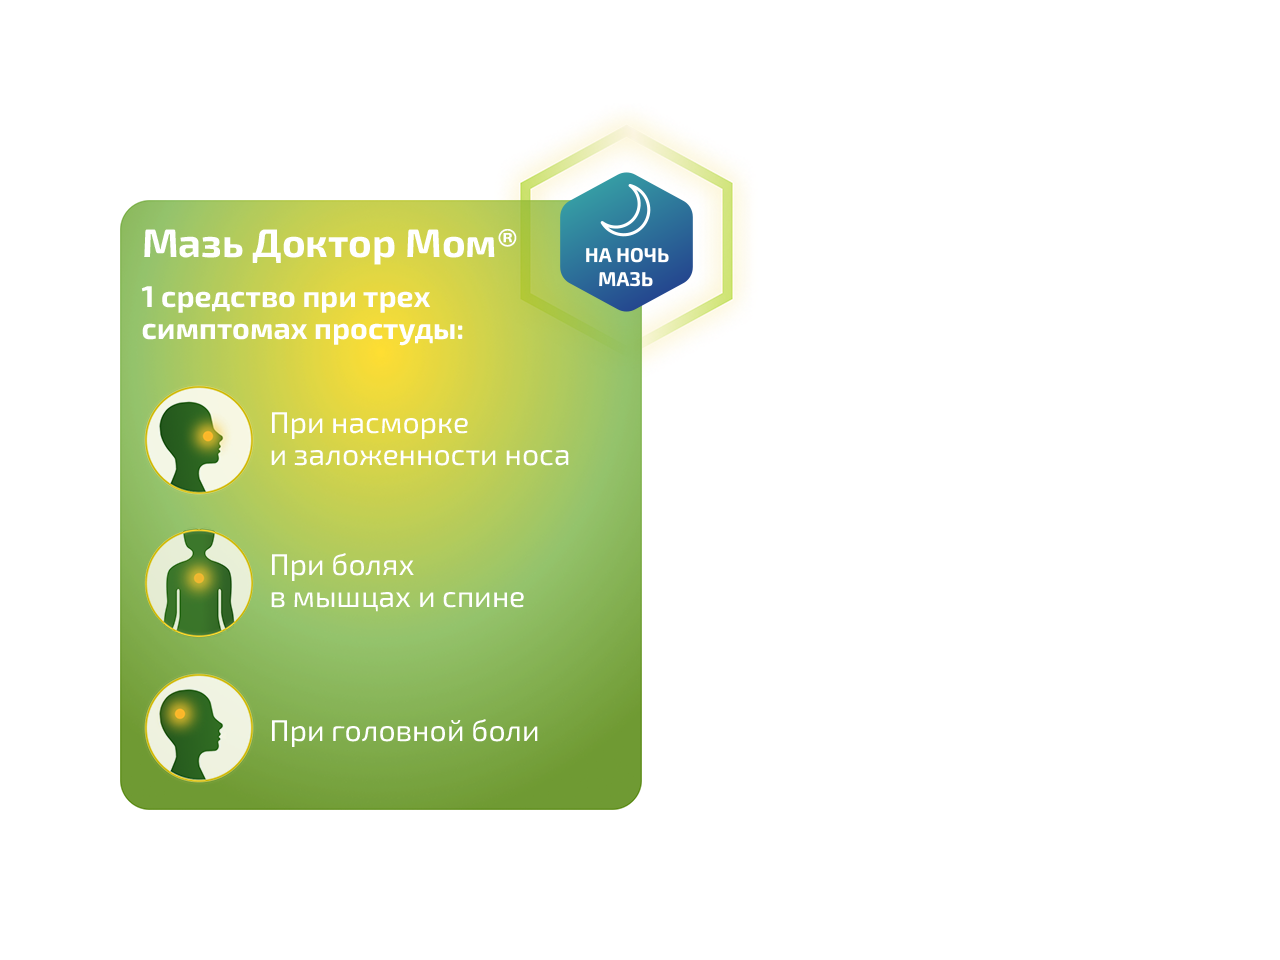 Мазь Доктор Мом®
НА НОЧЬ
МАЗЬ
1 средство при трех
симптомах простуды:
При насморке
и заложенности носа
При болях
в мышцах и спине
При головной боли